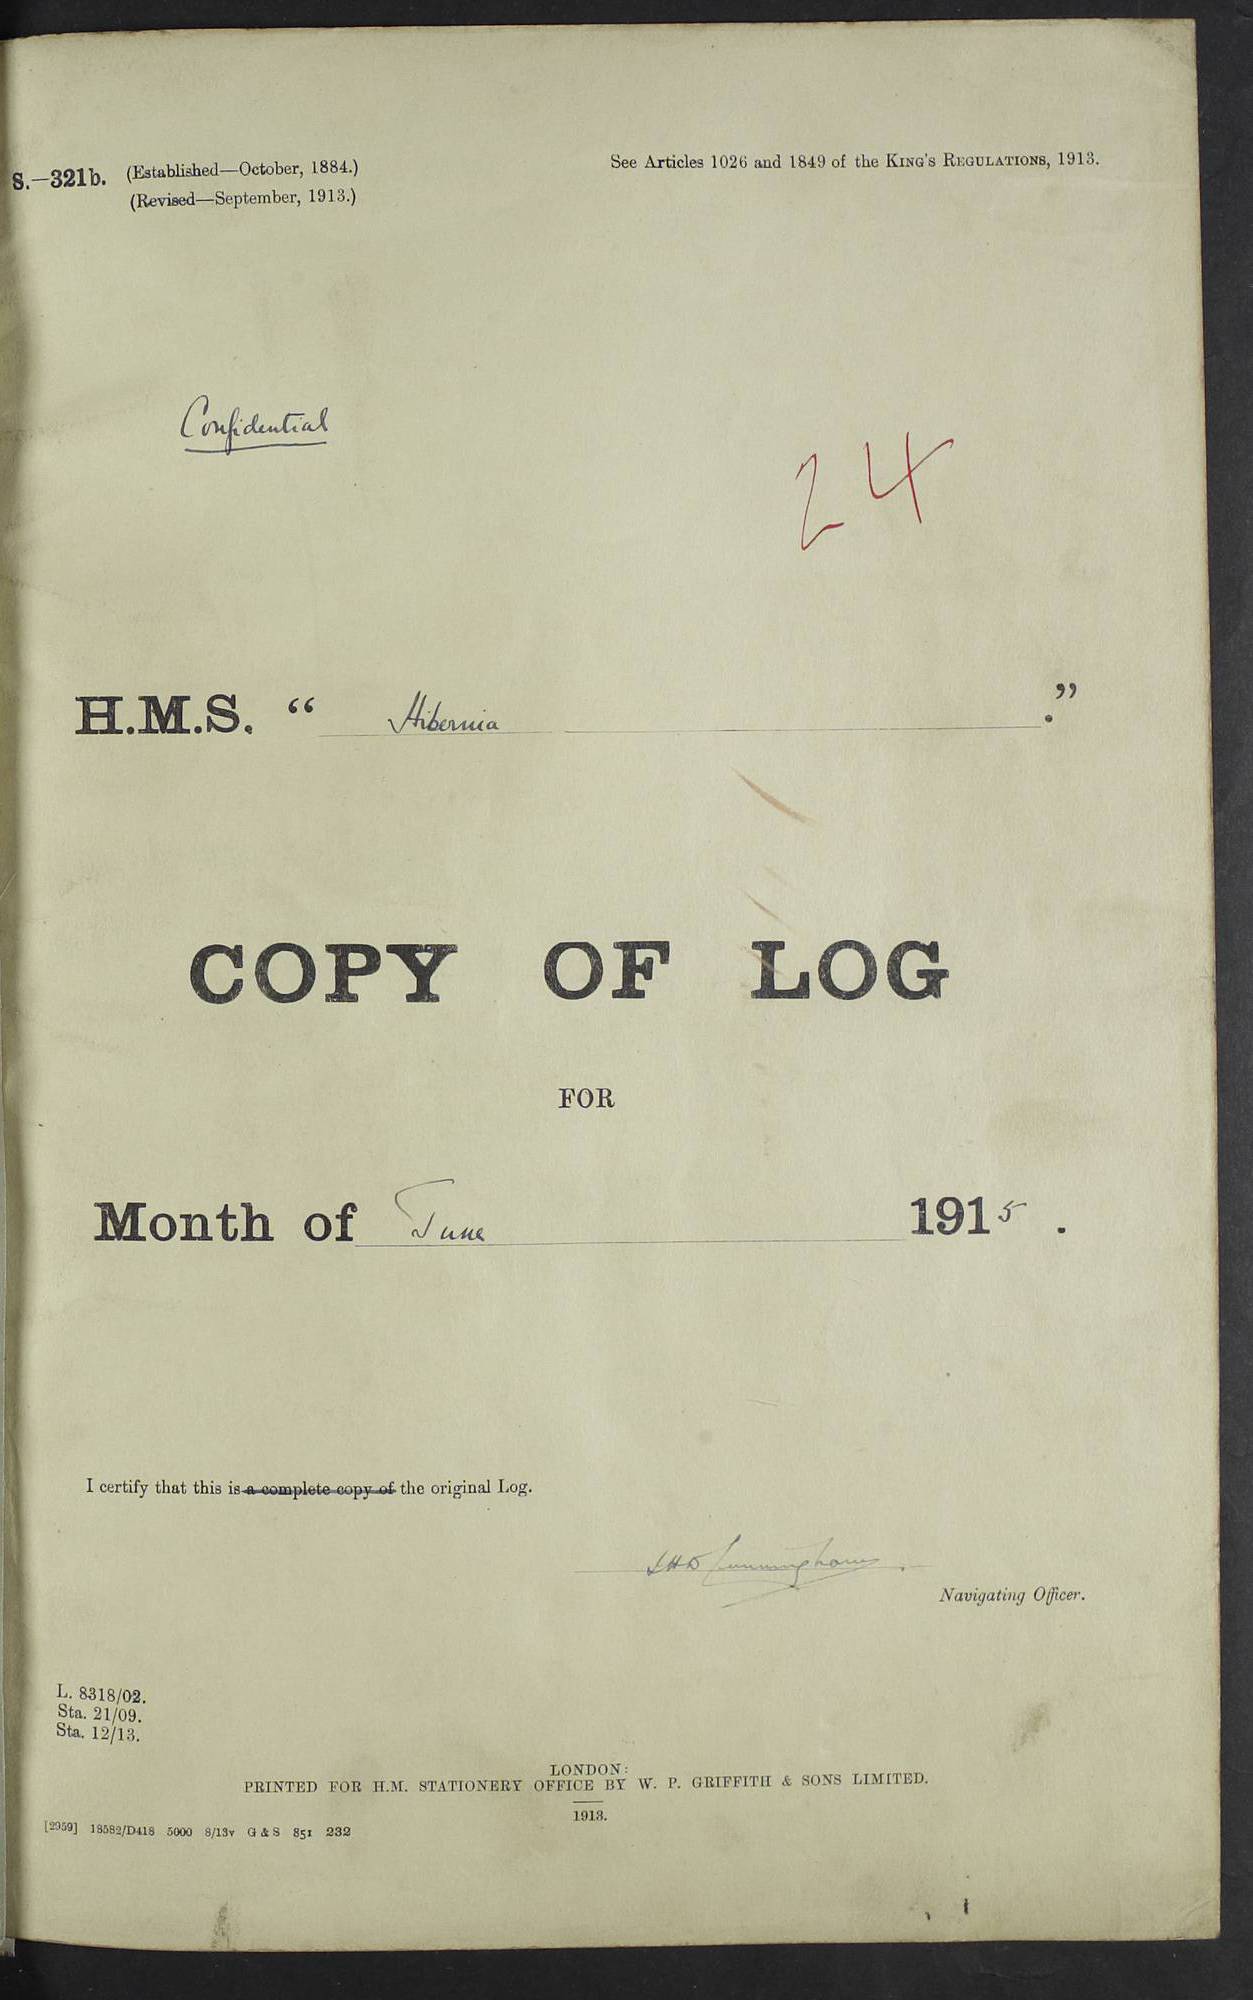 S.—321b. (Established—October, 1884.)
(Revised—September, 1913.)
See Articles 1026 and 1849 of the KING'S REGULATIONS, 1913.
Confidential
24
H.M.S. “ Hibernia .”
COPY OF LOG
FOR
Month of June 1915 .
I certify that this is a complete copy of the original Log.
Cunningham
Navigating Officer.
L. 8318/02.
Sta. 21/09.
Sta. 12/13.
LONDON:
PRINTED FOR H.M. STATIONERY OFFICE BY W. P. GRIFFITH & SONS LIMITED.
1913.
[2959] 18582/D418 5000 8/13v G & S 851 232